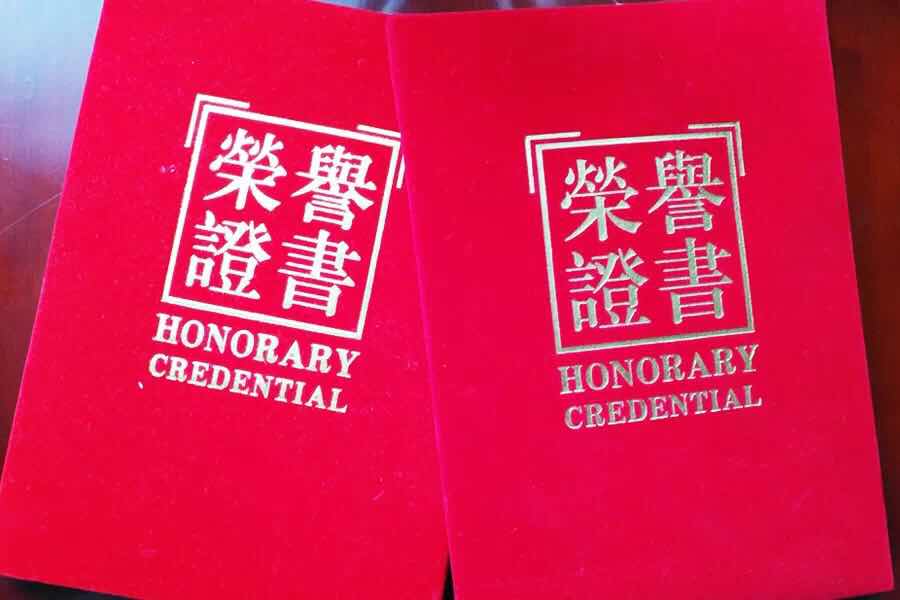 榮譽
證書
HONORARY
CREDENTIAL
榮譽
證書
HONORARY
CREDENTIAL